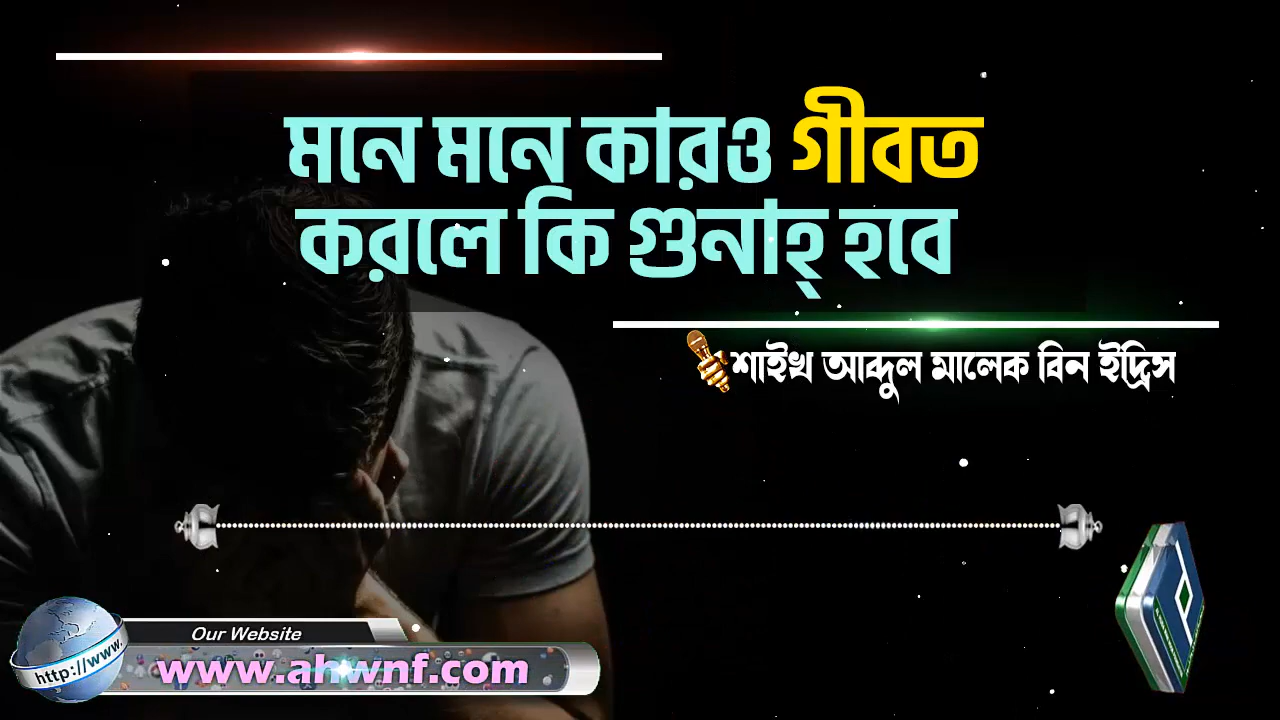 মনে মনে কারও গীবত
করলে কি গুনাহ্ হবে
শাইখ আব্দুল মালেক বিন ইদ্রিস
Our Website
http://www.
www.ahwnf.com